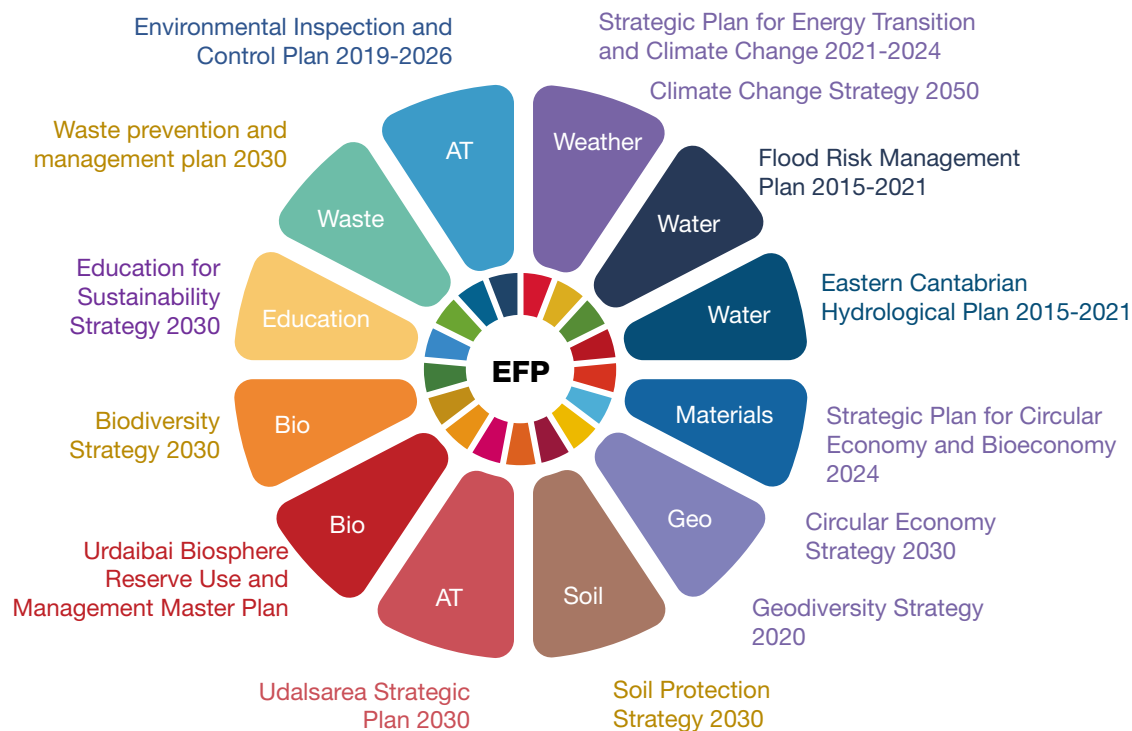 Environmental Inspection and
Control Plan 2019-2026
Strategic Plan for Energy Transition
and Climate Change 2021-2024
Climate Change Strategy 2050
Waste prevention and
management plan 2030
AT
Weather
Flood Risk Management
Plan 2015-2021
Waste
Water
Education for
Sustainability
Strategy 2030
Education
Water
Eastern Cantabrian
Hydrological Plan 2015-2021
EFP
Biodiversity
Strategy 2030
Bio
Materials
Strategic Plan for Circular
Economy and Bioeconomy
2024
Bio
Geo
Circular Economy
Strategy 2030
Urdaibai Biosphere
Reserve Use and
Management Master Plan
AT
Soil
Geodiversity Strategy
2020
Udalsarea Strategic
Plan 2030
Soil Protection
Strategy 2030